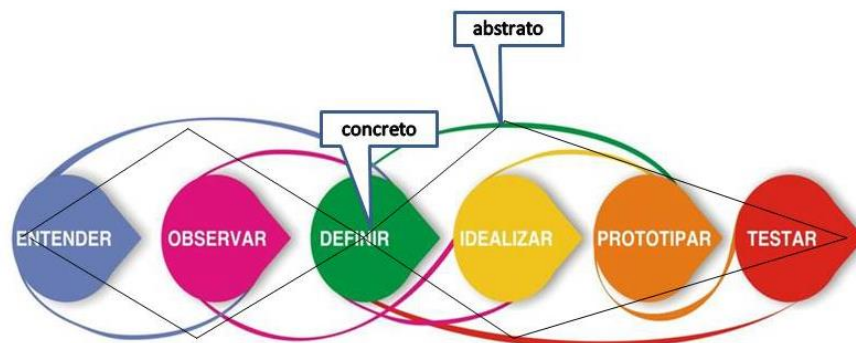 abstrato
concreto
ENTENDER
OBSERVAR
DEFINIR
IDEALIZAR
PROTOTIPAR
TESTAR